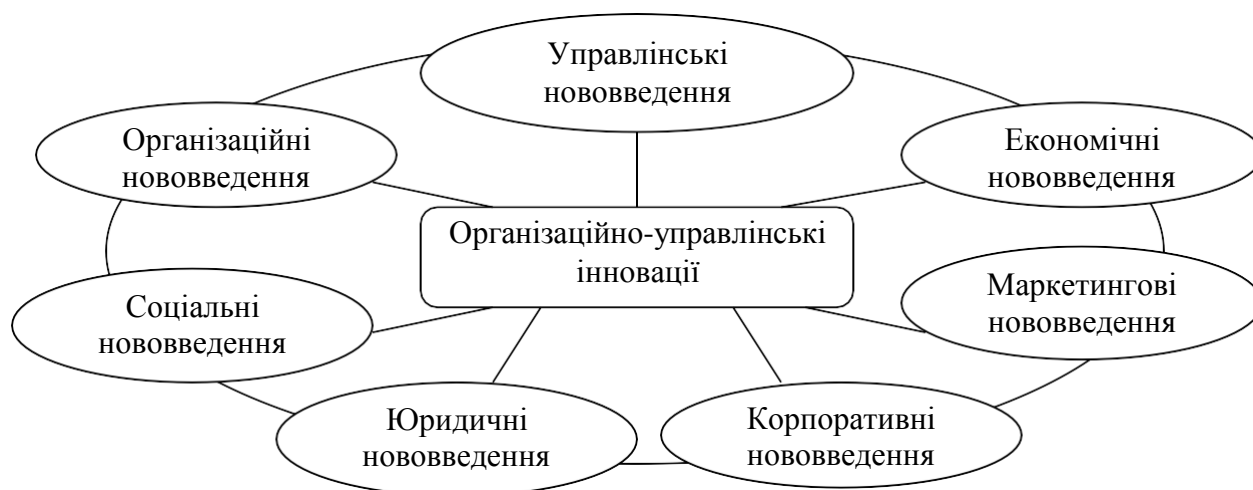 Управлінські
нововведення
Організаційні
нововведення
Економічні
нововведення
Організаційно-управлінські
інновації
Соціальні
нововведення
Маркетингові
нововведення
Юридичні
нововведення
Корпоративні
нововведення